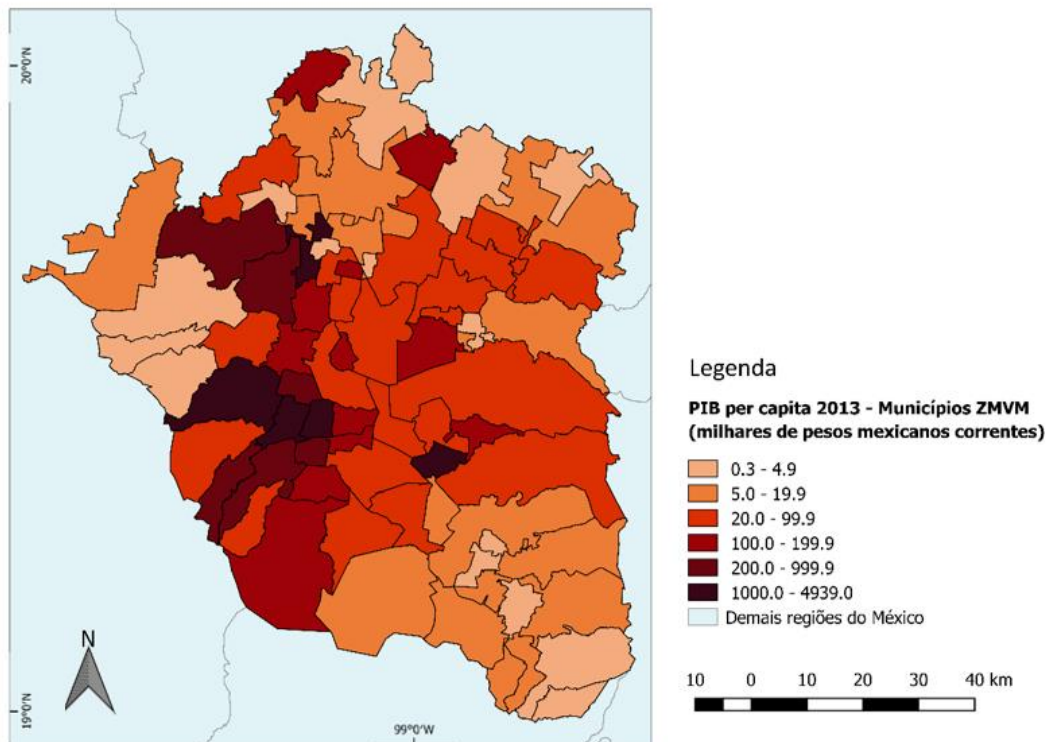 20°0'N
19°0'N
99°0'W
N
Legenda
PIB per capita 2013 - Municípios ZMVM
(milhares de pesos mexicanos correntes)
0.3 - 4.9
5.0 - 19.9
20.0 - 99.9
100.0 - 199.9
200.0 - 999.9
1000.0 - 4939.0
Demais regiões do México
10 0 10 20 30 40 km